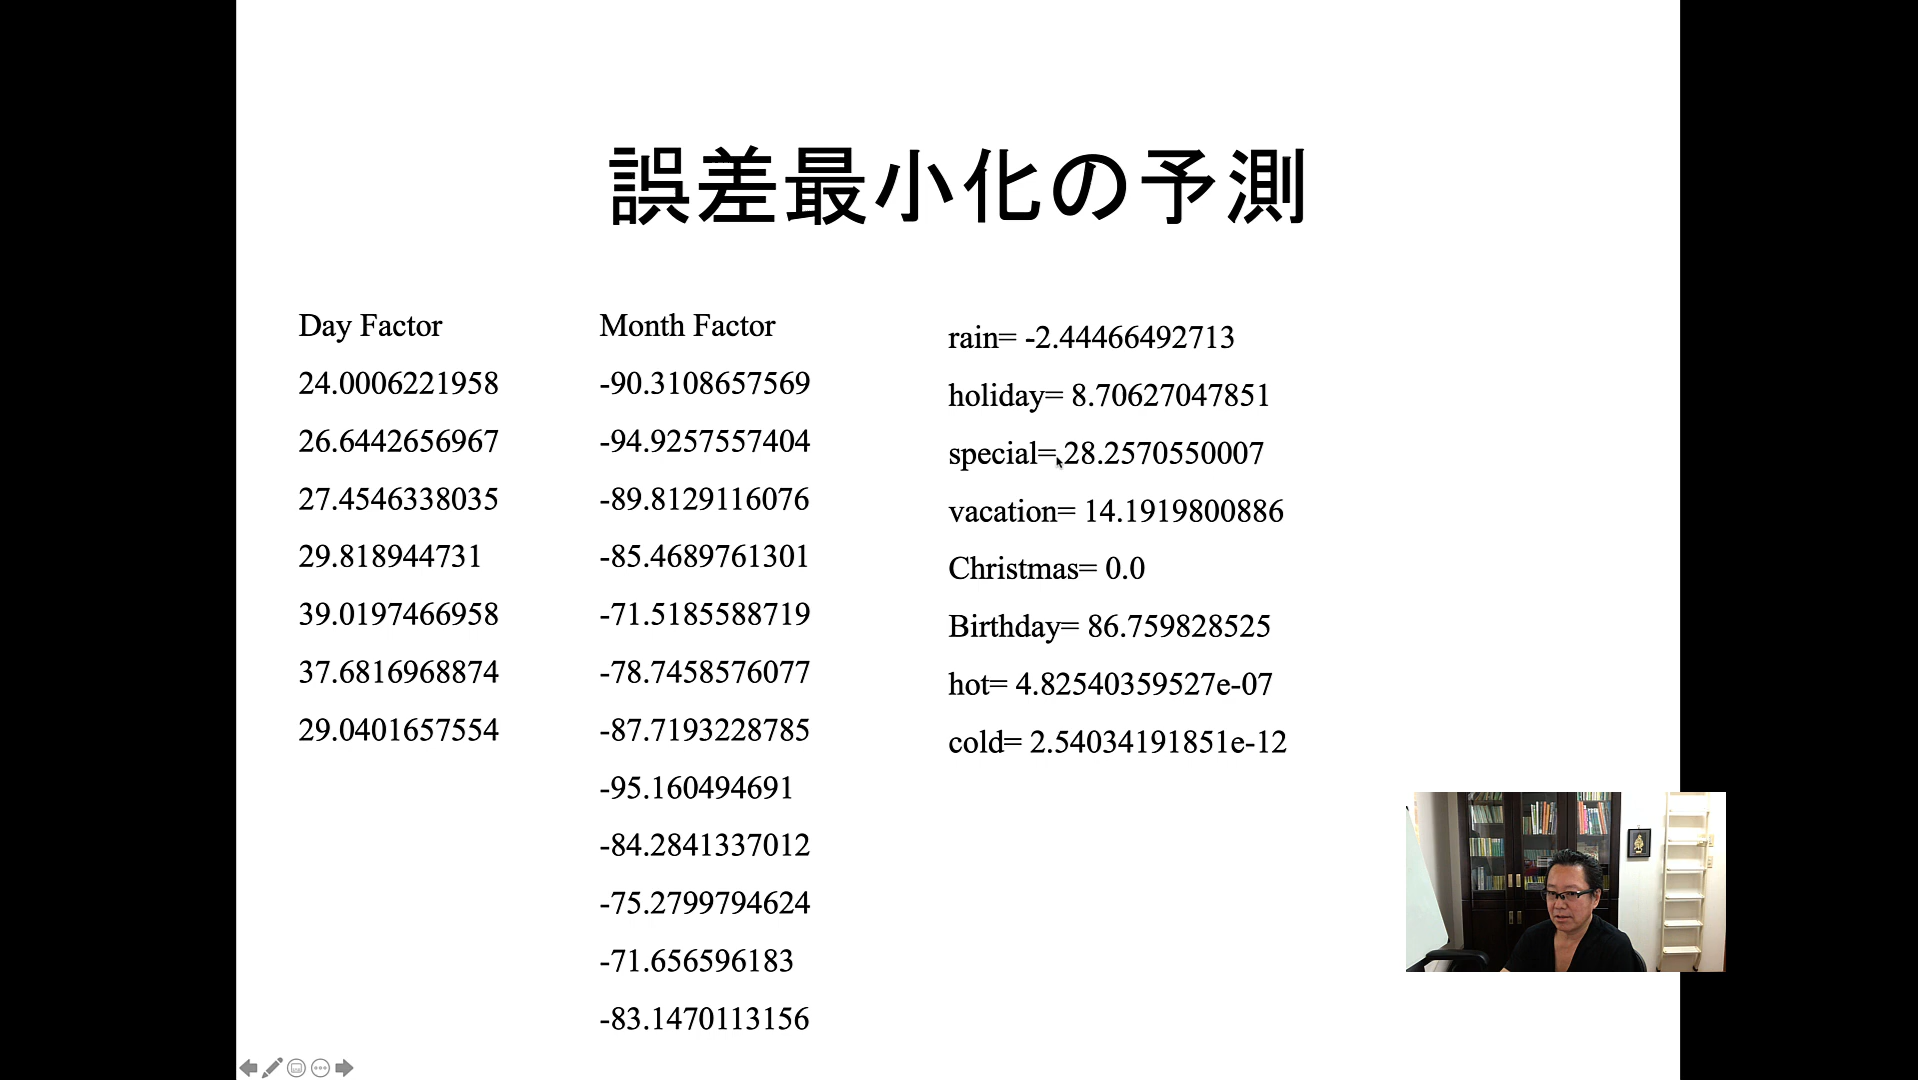 誤差最小化の予測
Day Factor
24.0006221958
26.6442656967
27.4546338035
29.818944731
39.0197466958
37.6816968874
29.0401657554
Month Factor
-90.3108657569
-94.9257557404
-89.8129116076
-85.4689761301
-71.5185588719
-78.7458576077
-87.7193228785
-95.160494691
-84.2841337012
-75.2799794624
-71.656596183
-83.1470113156
rain= -2.44466492713
holiday= 8.70627047851
special= 28.2570550007
vacation= 14.1919800886
Christmas= 0.0
Birthday= 86.759828525
hot= 4.82540359527e-07
cold= 2.54034191851e-12